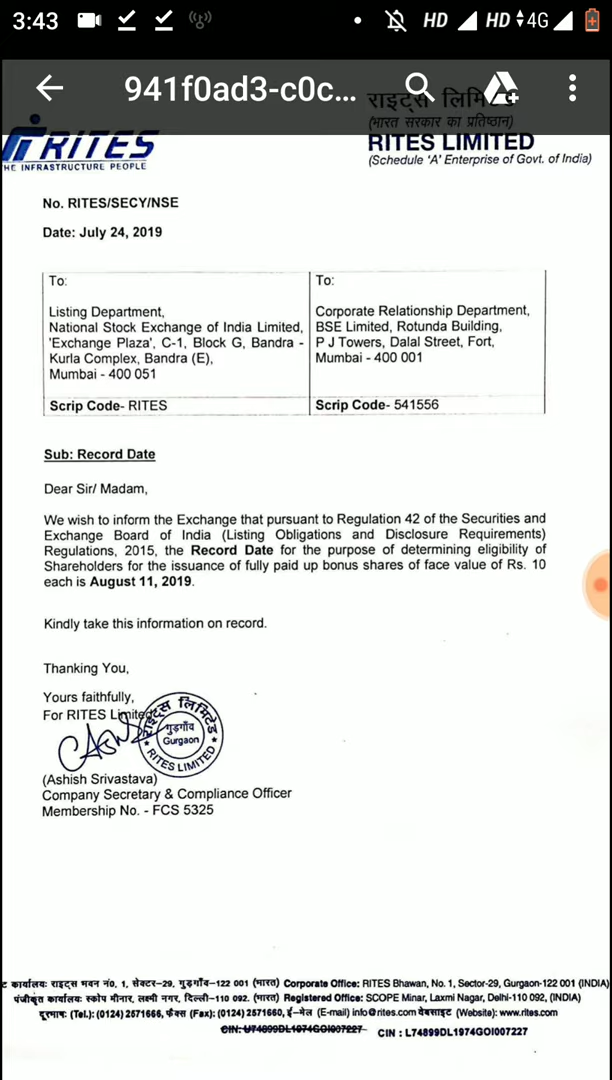 3:43 HD HD 4G
941f0ad3-c0c...
राइट्स लिमिटेड
(भारत सरकार का प्रतिष्ठान)
RITES
HE INFRASTRUCTURE PEOPLE
RITES LIMITED
(Schedule 'A' Enterprise of Govt. of India)
No. RITES/SECY/NSE
Date: July 24, 2019
To:
Listing Department,
National Stock Exchange of India Limited,
'Exchange Plaza', C-1, Block G, Bandra -
Kurla Complex, Bandra (E),
Mumbai - 400 051
Scrip Code- RITES
To:
Corporate Relationship Department,
BSE Limited, Rotunda Building,
P J Towers, Dalal Street, Fort,
Mumbai - 400 001
Scrip Code- 541556
Sub: Record Date
Dear Sir/ Madam,
We wish to inform the Exchange that pursuant to Regulation 42 of the Securities and
Exchange Board of India (Listing Obligations and Disclosure Requirements)
Regulations, 2015, the Record Date for the purpose of determining eligibility of
Shareholders for the issuance of fully paid up bonus shares of face value of Rs. 10
each is August 11, 2019.
Kindly take this information on record.
Thanking You,
Yours faithfully,
For RITES Limited
राइट्स लिमिटेड
गुड़गाँव
Gurgaon
RITES LIMITED
(Ashish Srivastava)
Company Secretary & Compliance Officer
Membership No. - FCS 5325
ट कार्यालयः राइट्स भवन नं0, 1, सेक्टर-29, गुड़गाँव-122 001 (भारत) Corporate Office: RITES Bhawan, No. 1, Sector-29, Gurgaon-122 001 (INDIA)
पंजीकृत कार्यालयः स्कोप मीनार, लक्ष्मी नगर, दिल्ली-110 092. (भारत) Registered Office: SCOPE Minar, Laxmi Nagar, Delhi-110 092, (INDIA)
दूरभाषः (Tel.): (0124) 2571666, फैक्स (Fax): (0124) 2571660, ई-मेल (E-mail) info@rites.com वेबसाइट (Website): www.rites.com
CIN: U74899DL1974GOI007227 CIN : L74899DL1974GOI007227